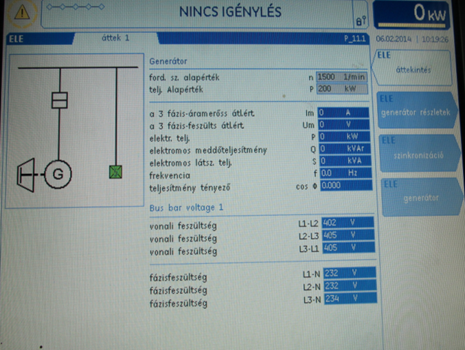 NINCS IGÉNYLÉS
0 kW
ELE áttek 1 P_11.1 06.02.2014 10:19:26
ELE
áttekintés
ELE
generátor részletek
ELE
szinkronizáció
ELE
generátor
G
Generátor
ford. sz. alapérték n 1500 1/min
telj. Alapérték P 200 kW
a 3 fázis-áramerőss átlért. Im 0 A
a 3 fázis-feszülts átlért. Um 0 V
elektr. telj. P 0 kW
elektromos meddőteljesítmény Q 0 kVAr
elektromos látsz. telj. S 0 kVA
frekvencia f 0.0 Hz
teljesítmény tényező cos Φ 0.000
Bus bar voltage 1
vonali feszültség L1-L2 402 V
vonali feszültség L2-L3 405 V
vonali feszültség L3-L1 405 V
fázisfeszültség L1-N 232 V
fázisfeszültség L2-N 232 V
fázisfeszültség L3-N 234 V